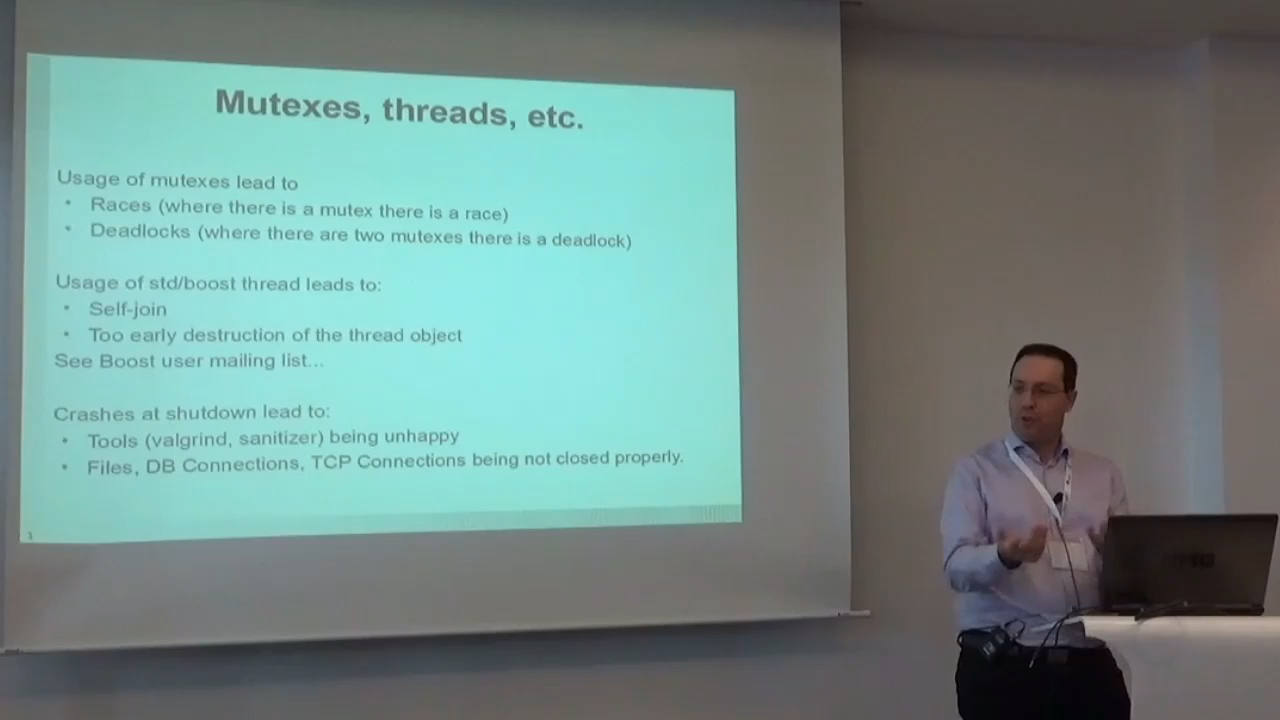 Mutexes, threads, etc.
Usage of mutexes lead to
• Races (where there is a mutex there is a race)
• Deadlocks (where there are two mutexes there is a deadlock)
Usage of std/boost thread leads to:
• Self-join
• Too early destruction of the thread object
See Boost user mailing list...
Crashes at shutdown lead to:
• Tools (valgrind, sanitizer) being unhappy
• Files, DB Connections, TCP Connections being not closed properly.
1